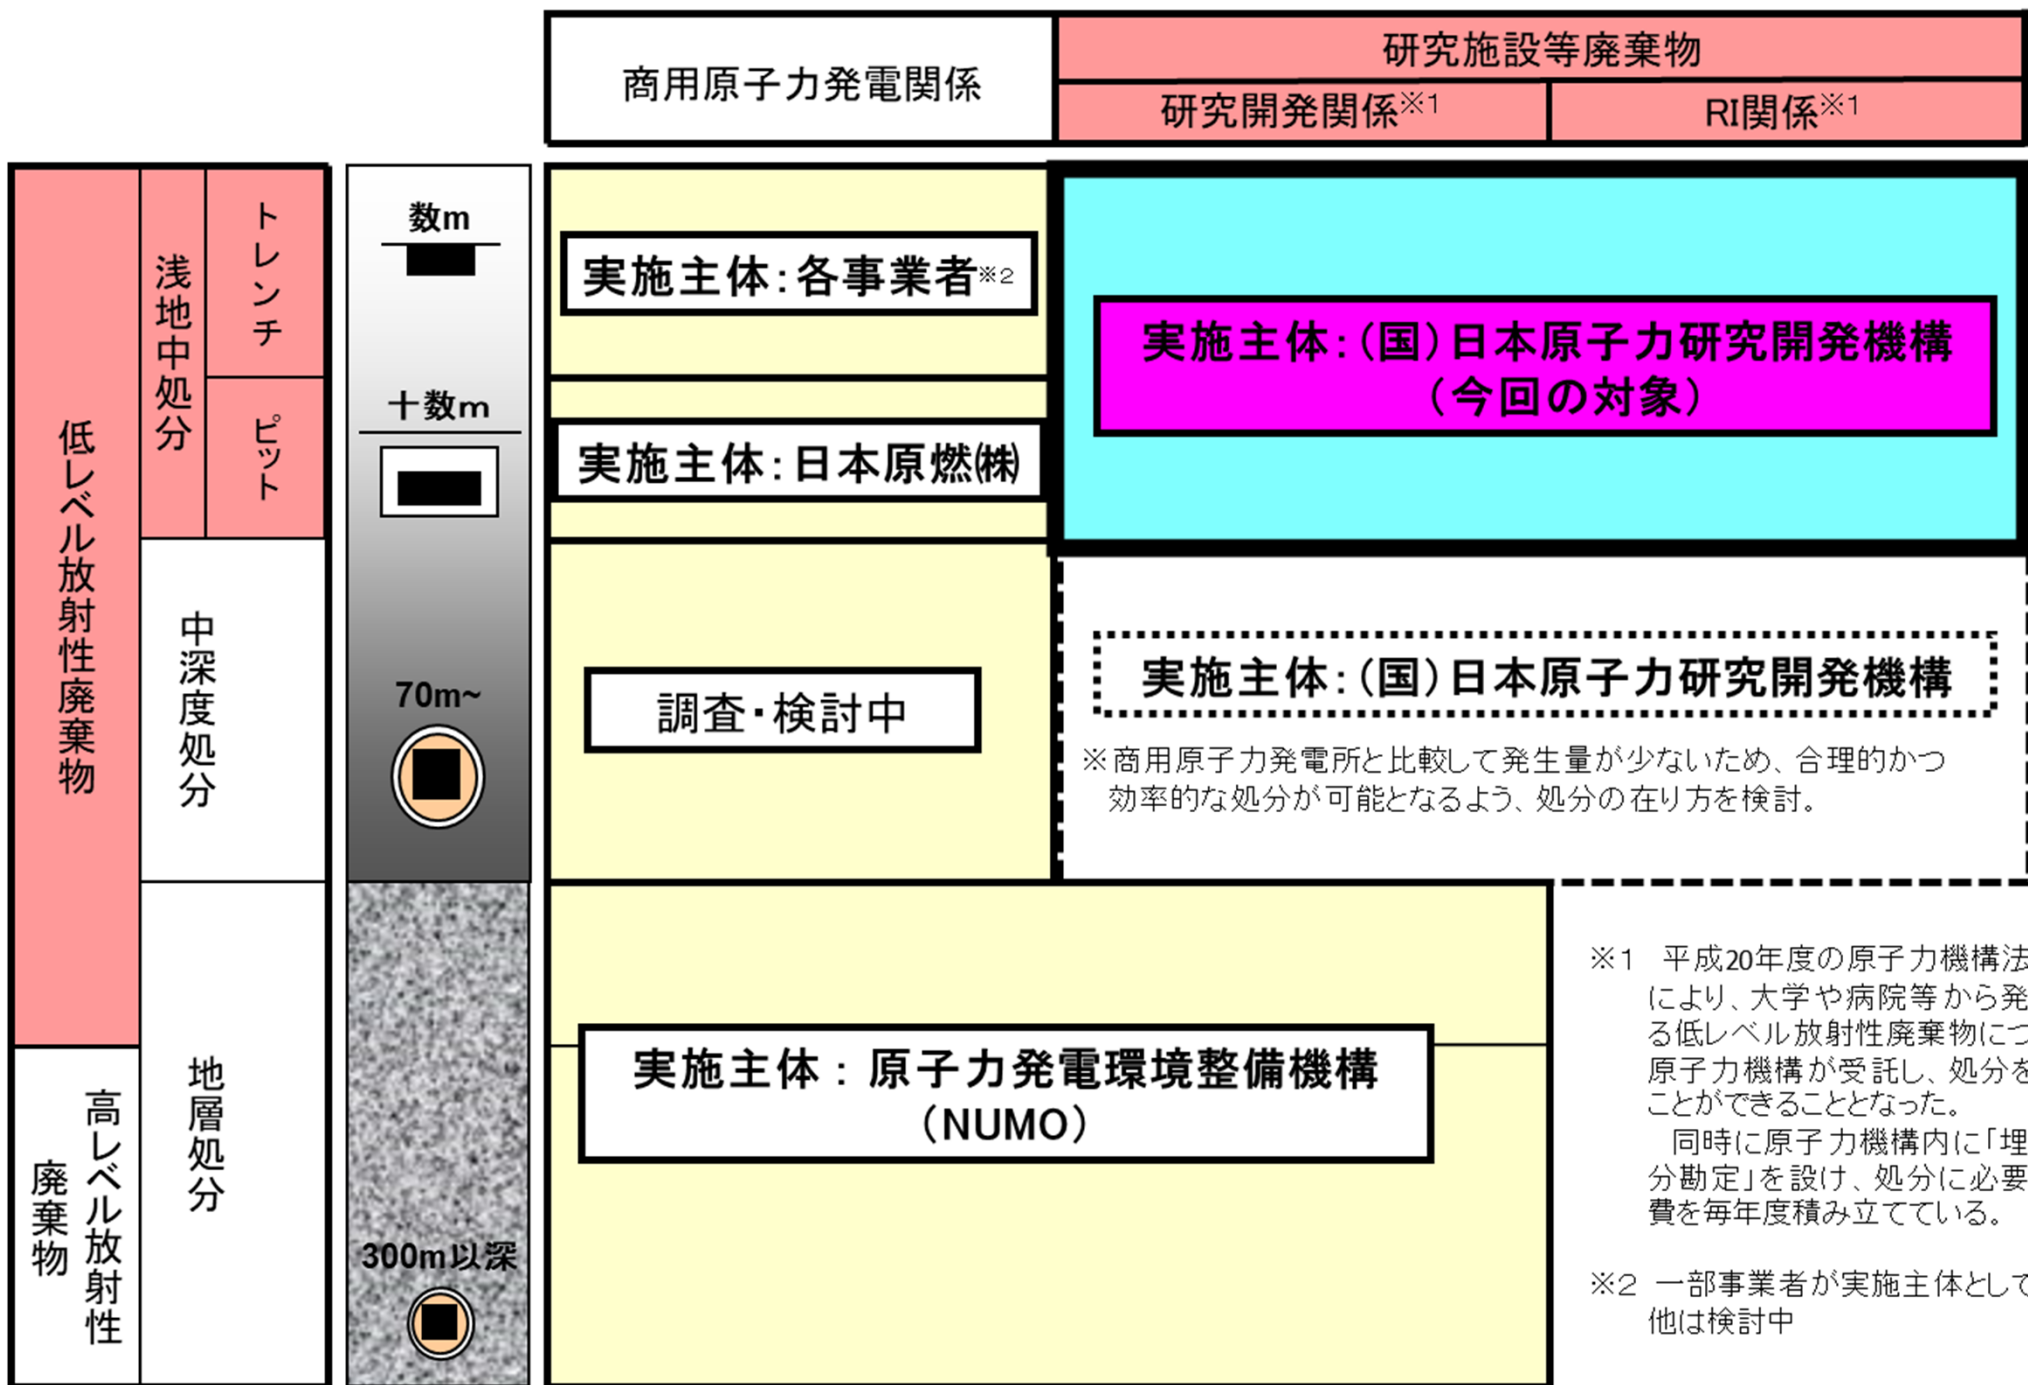 商用原子力発電関係
研究施設等廃棄物
研究開発関係※1
RI関係※1
低レベル放射性廃棄物
浅地中処分
トレンチ
ピット
中深度処分
高レベル放射性
廃棄物
地層処分
数m
十数m
70m~
300m以深
実施主体:各事業者※2
実施主体:日本原燃㈱
調査・検討中
実施主体:(国)日本原子力研究開発機構
(今回の対象)
実施主体:(国)日本原子力研究開発機構
※商用原子力発電所と比較して発生量が少ないため、合理的かつ
効率的な処分が可能となるよう、処分の在り方を検討。
実施主体:原子力発電環境整備機構
(NUMO)
※1 平成20年度の原子力機構法
により、大学や病院等から発
る低レベル放射性廃棄物につ
原子力機構が受託し、処分を
ことができることとなった。
同時に原子力機構内に「埋
分勘定」を設け、処分に必要
費を毎年度積み立てている。
※2 一部事業者が実施主体として
他は検討中